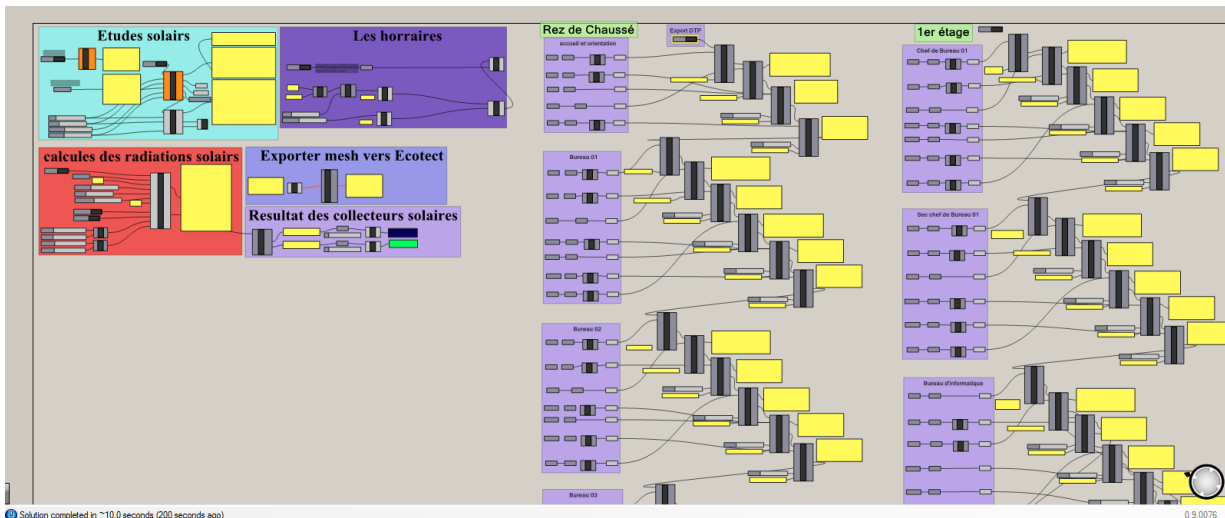 Etudes solairs
Les horraires
calcules des radiations solairs
Exporter mesh vers Ecotect
Resultat des collecteurs solaires
Rez de Chaussé
Export DTP
accueil et orientation
Bureau 01
Bureau 02
Bureau 03
1er étage
Chef de Bureau 01
Sec chef de Bureau 01
Bureau d'informatique
Solution completed in ~10.0 seconds (200 seconds ago)
0.9.0076